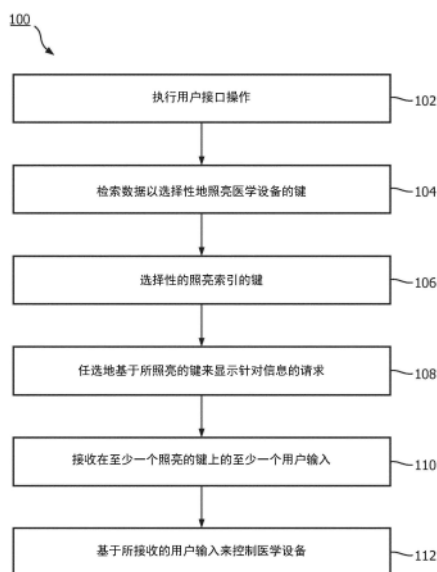 100
执行用户接口操作
102
检索数据以选择性地照亮医学设备的键
104
选择性的照亮索引的键
106
任选地基于所照亮的键来显示针对信息的请求
108
接收在至少一个照亮的键上的至少一个用户输入
110
基于所接收的用户输入来控制医学设备
112